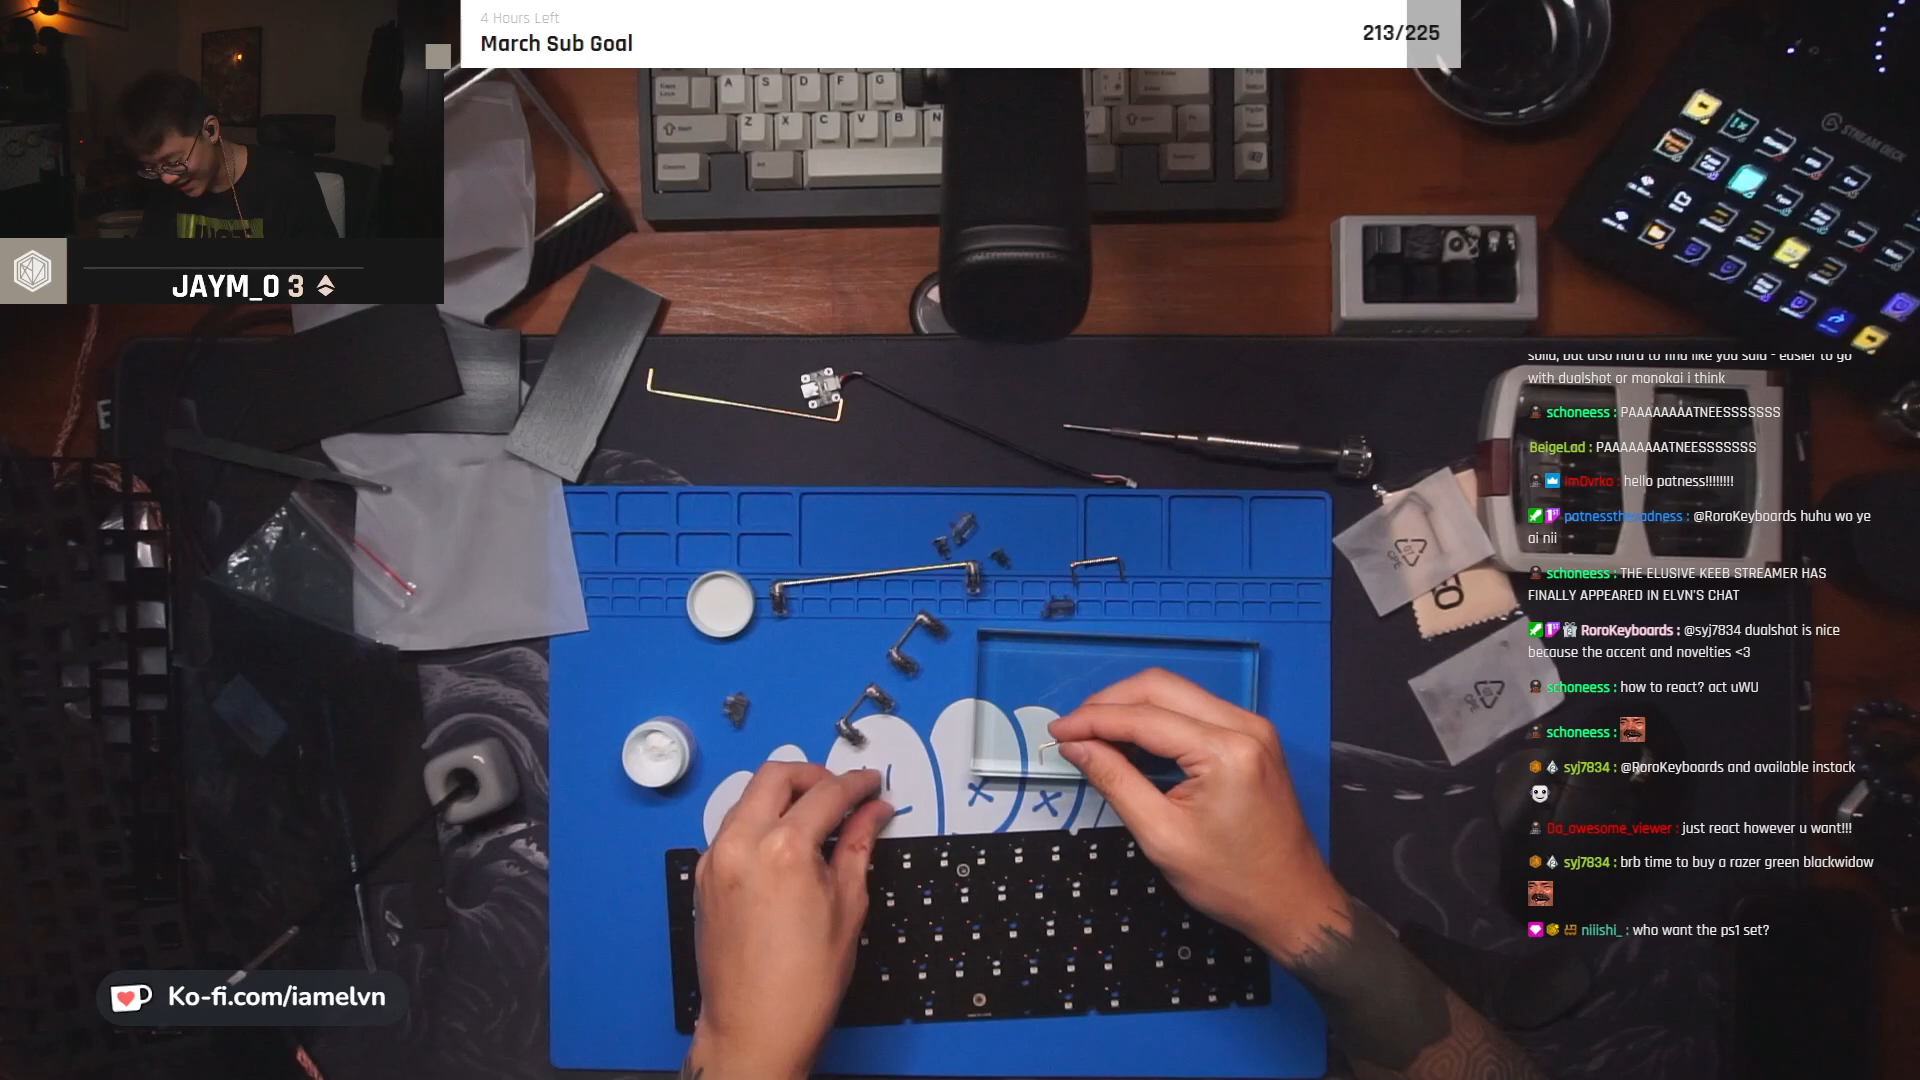 4 Hours Left
March Sub Goal
213/225
JAYM_0 3
A S D F G
Z X C V B N
STREAM DECK
with dualshot or monokai i think
schoneess : PAAAAAAAATNEESSSSSSS
BeigeLad : PAAAAAAAATNEESSSSSSS
ImDvrko : hello patness!!!!!!!!
patnessthebadness : @RoroKeyboards huhu wo ye
ai nii
schoneess : THE ELUSIVE KEEB STREAMER HAS
FINALLY APPEARED IN ELVN'S CHAT
RoroKeyboards : @syj7834 dualshot is nice
because the accent and novelties <3
schoneess : how to react? act uWU
schoneess :
syj7834 : @RoroKeyboards and available instock
Da_awesome_viewer : just react however u want!!!
syj7834 : brb time to buy a razer green blackwidow
niiishi_ : who want the ps1 set?
Ko-fi.com/iamelvn